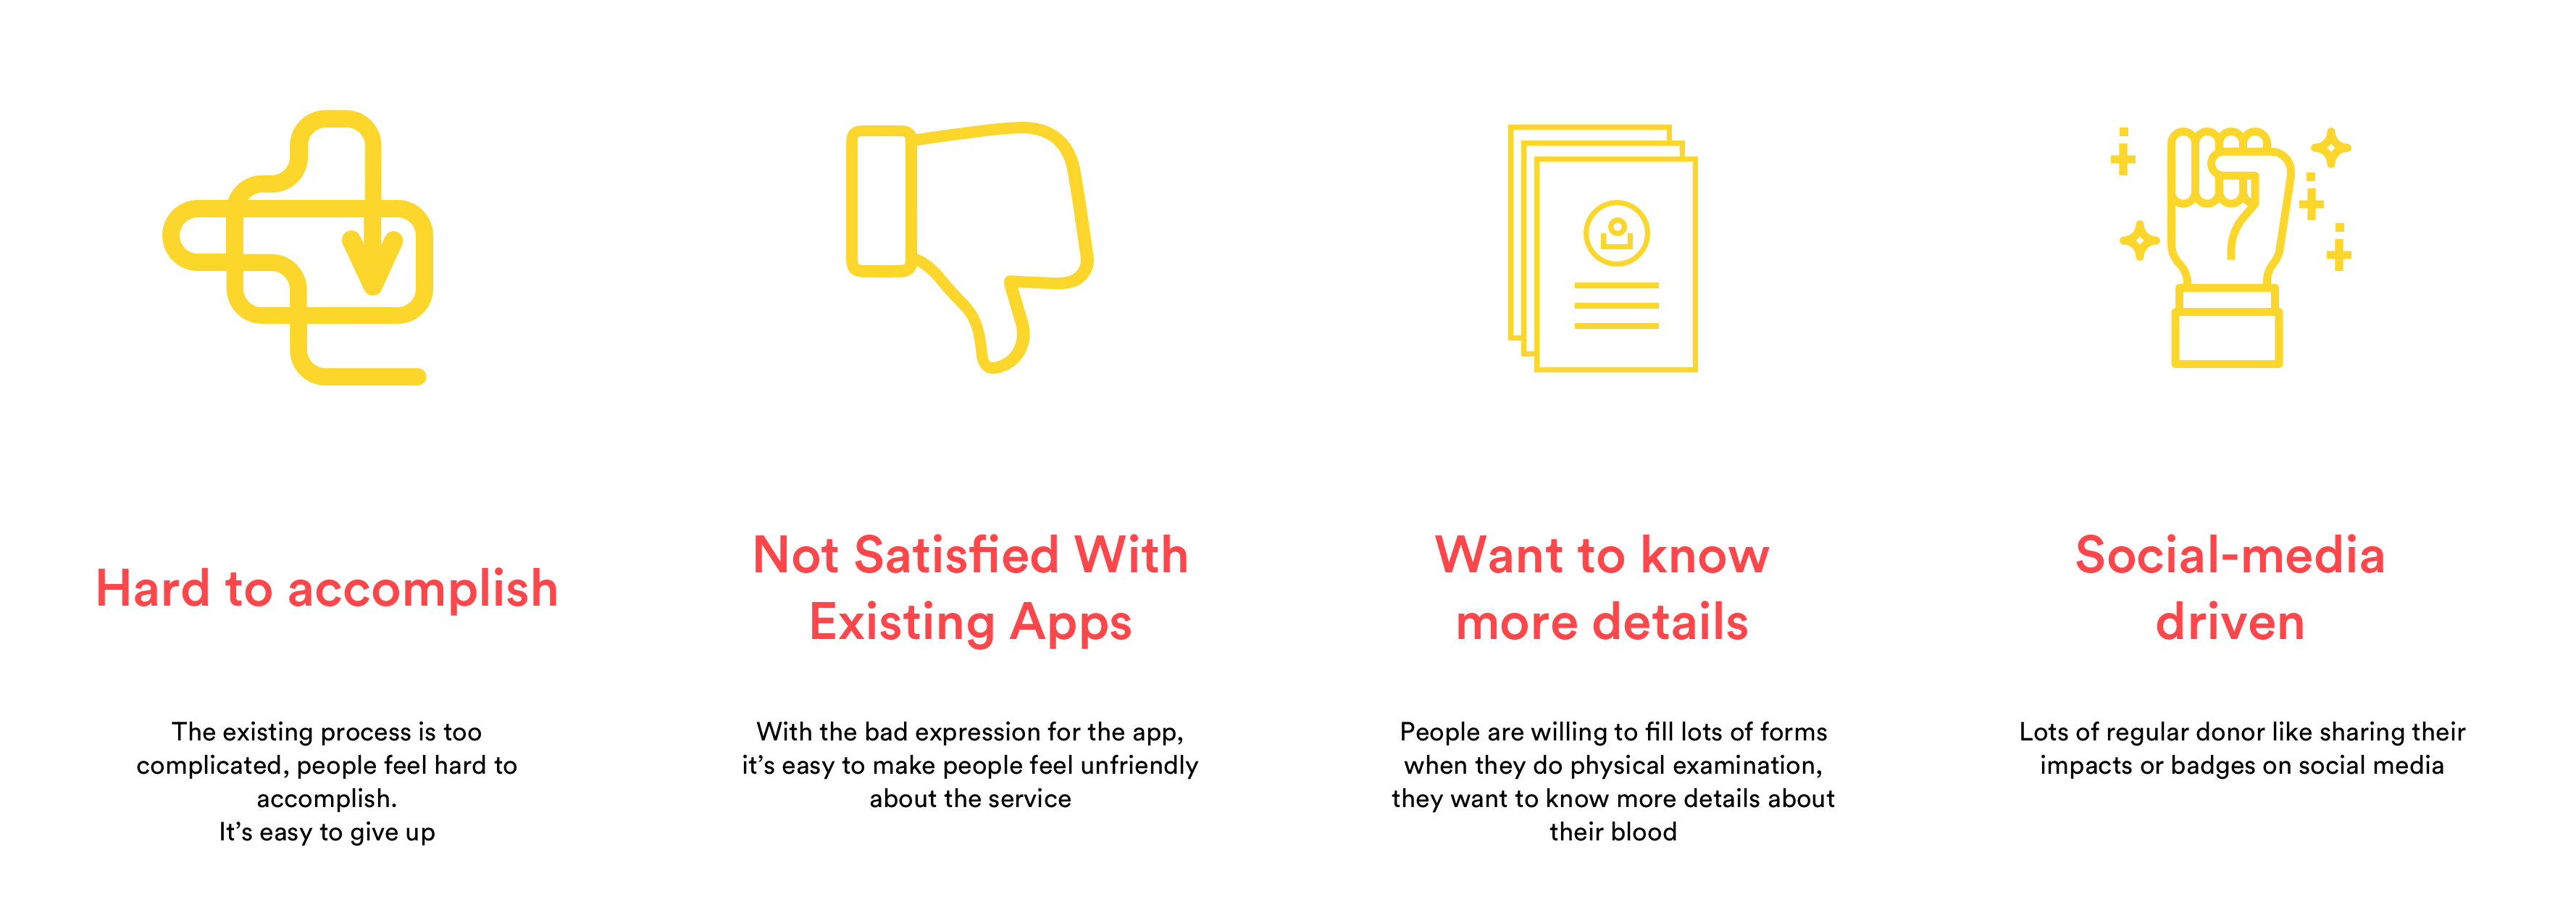 Hard to accomplish
The existing process is too
complicated, people feel hard to
accomplish.
It’s easy to give up
Not Satisfied With
Existing Apps
With the bad expression for the app,
it’s easy to make people feel unfriendly
about the service
Want to know
more details
People are willing to fill lots of forms
when they do physical examination,
they want to know more details about
their blood
Social-media
driven
Lots of regular donor like sharing their
impacts or badges on social media